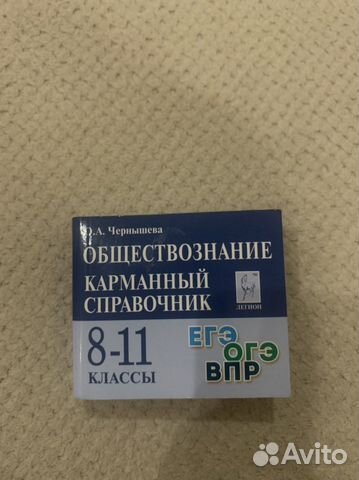 О.А. Чернышева
ОБЩЕСТВОЗНАНИЕ
КАРМАННЫЙ
СПРАВОЧНИК
ЛЕГИОН
8-11
КЛАССЫ
ЕГЭ
ОГЭ
ВПР
Avito